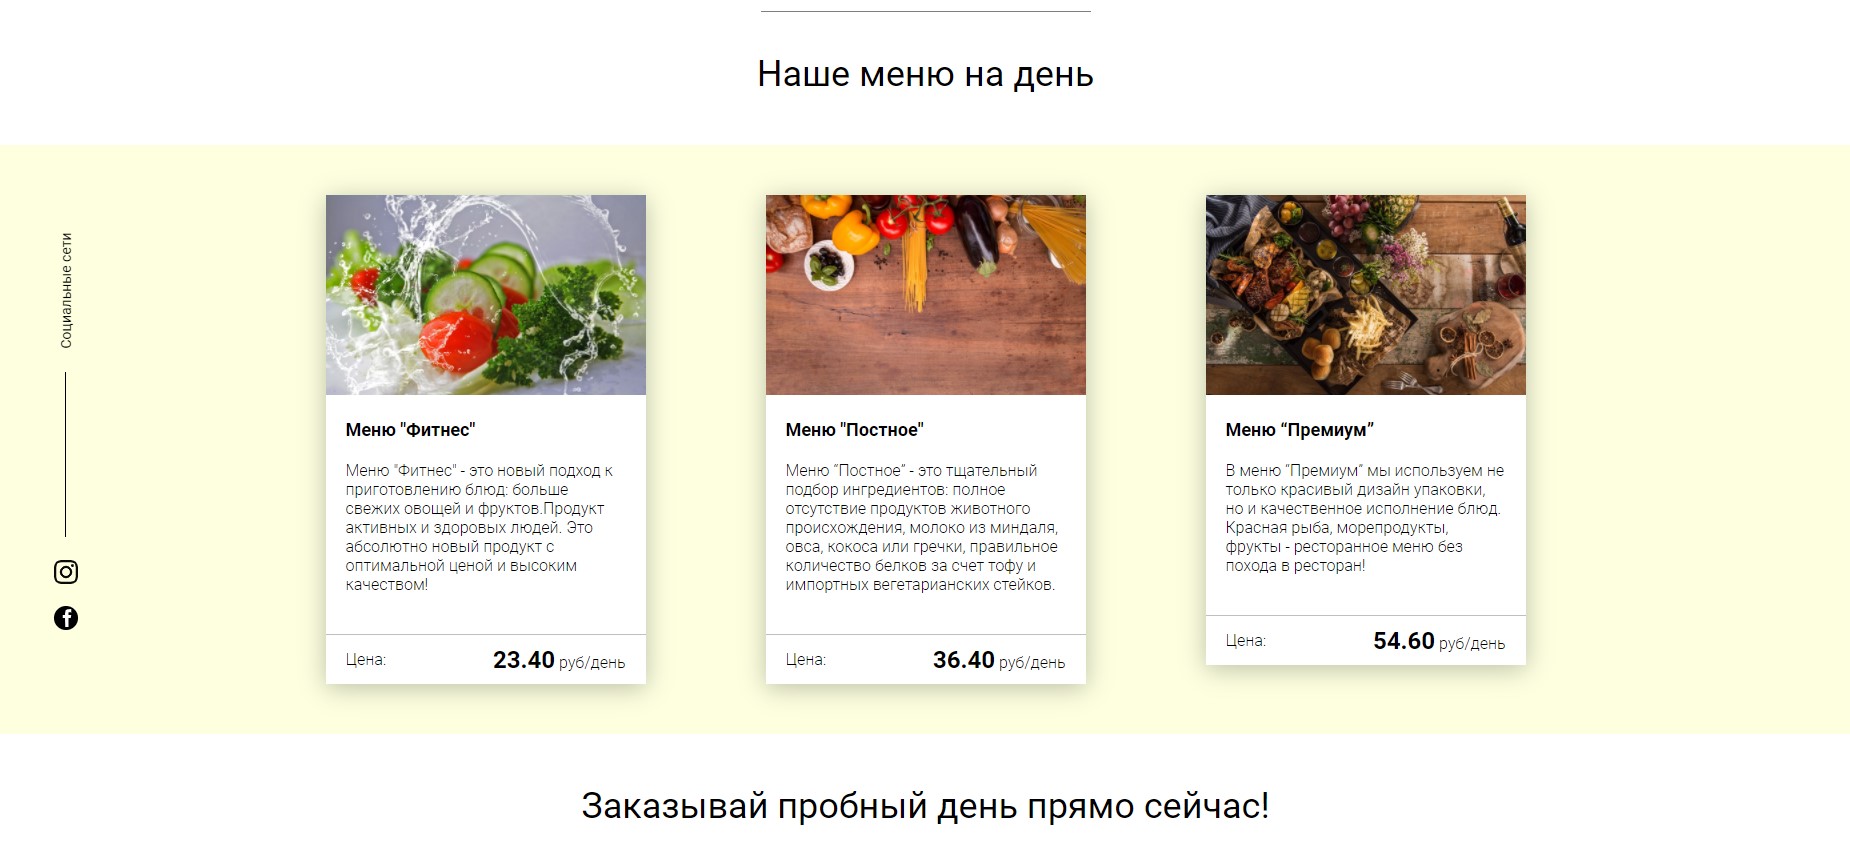 Наше меню на день
Социальные сети
Меню "Фитнес"
Меню "Фитнес" - это новый подход к
приготовлению блюд: больше
свежих овощей и фруктов.Продукт
активных и здоровых людей. Это
абсолютно новый продукт с
оптимальной ценой и высоким
качеством!
Цена: 23.40 руб/день
Меню "Постное"
Меню “Постное” - это тщательный
подбор ингредиентов: полное
отсутствие продуктов животного
происхождения, молоко из миндаля,
овса, кокоса или гречки, правильное
количество белков за счет тофу и
импортных вегетарианских стейков.
Цена: 36.40 руб/день
Меню “Премиум”
В меню “Премиум” мы используем не
только красивый дизайн упаковки,
но и качественное исполнение блюд.
Красная рыба, морепродукты,
фрукты - ресторанное меню без
похода в ресторан!
Цена: 54.60 руб/день
Заказывай пробный день прямо сейчас!